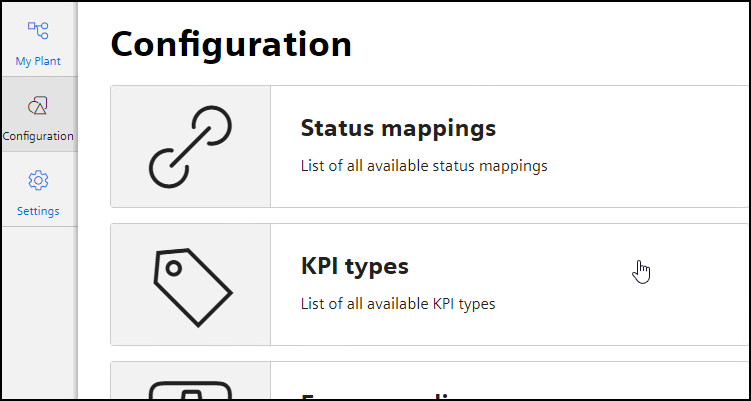 My Plant
Configuration
Settings
Configuration
Status mappings
List of all available status mappings
KPI types
List of all available KPI types